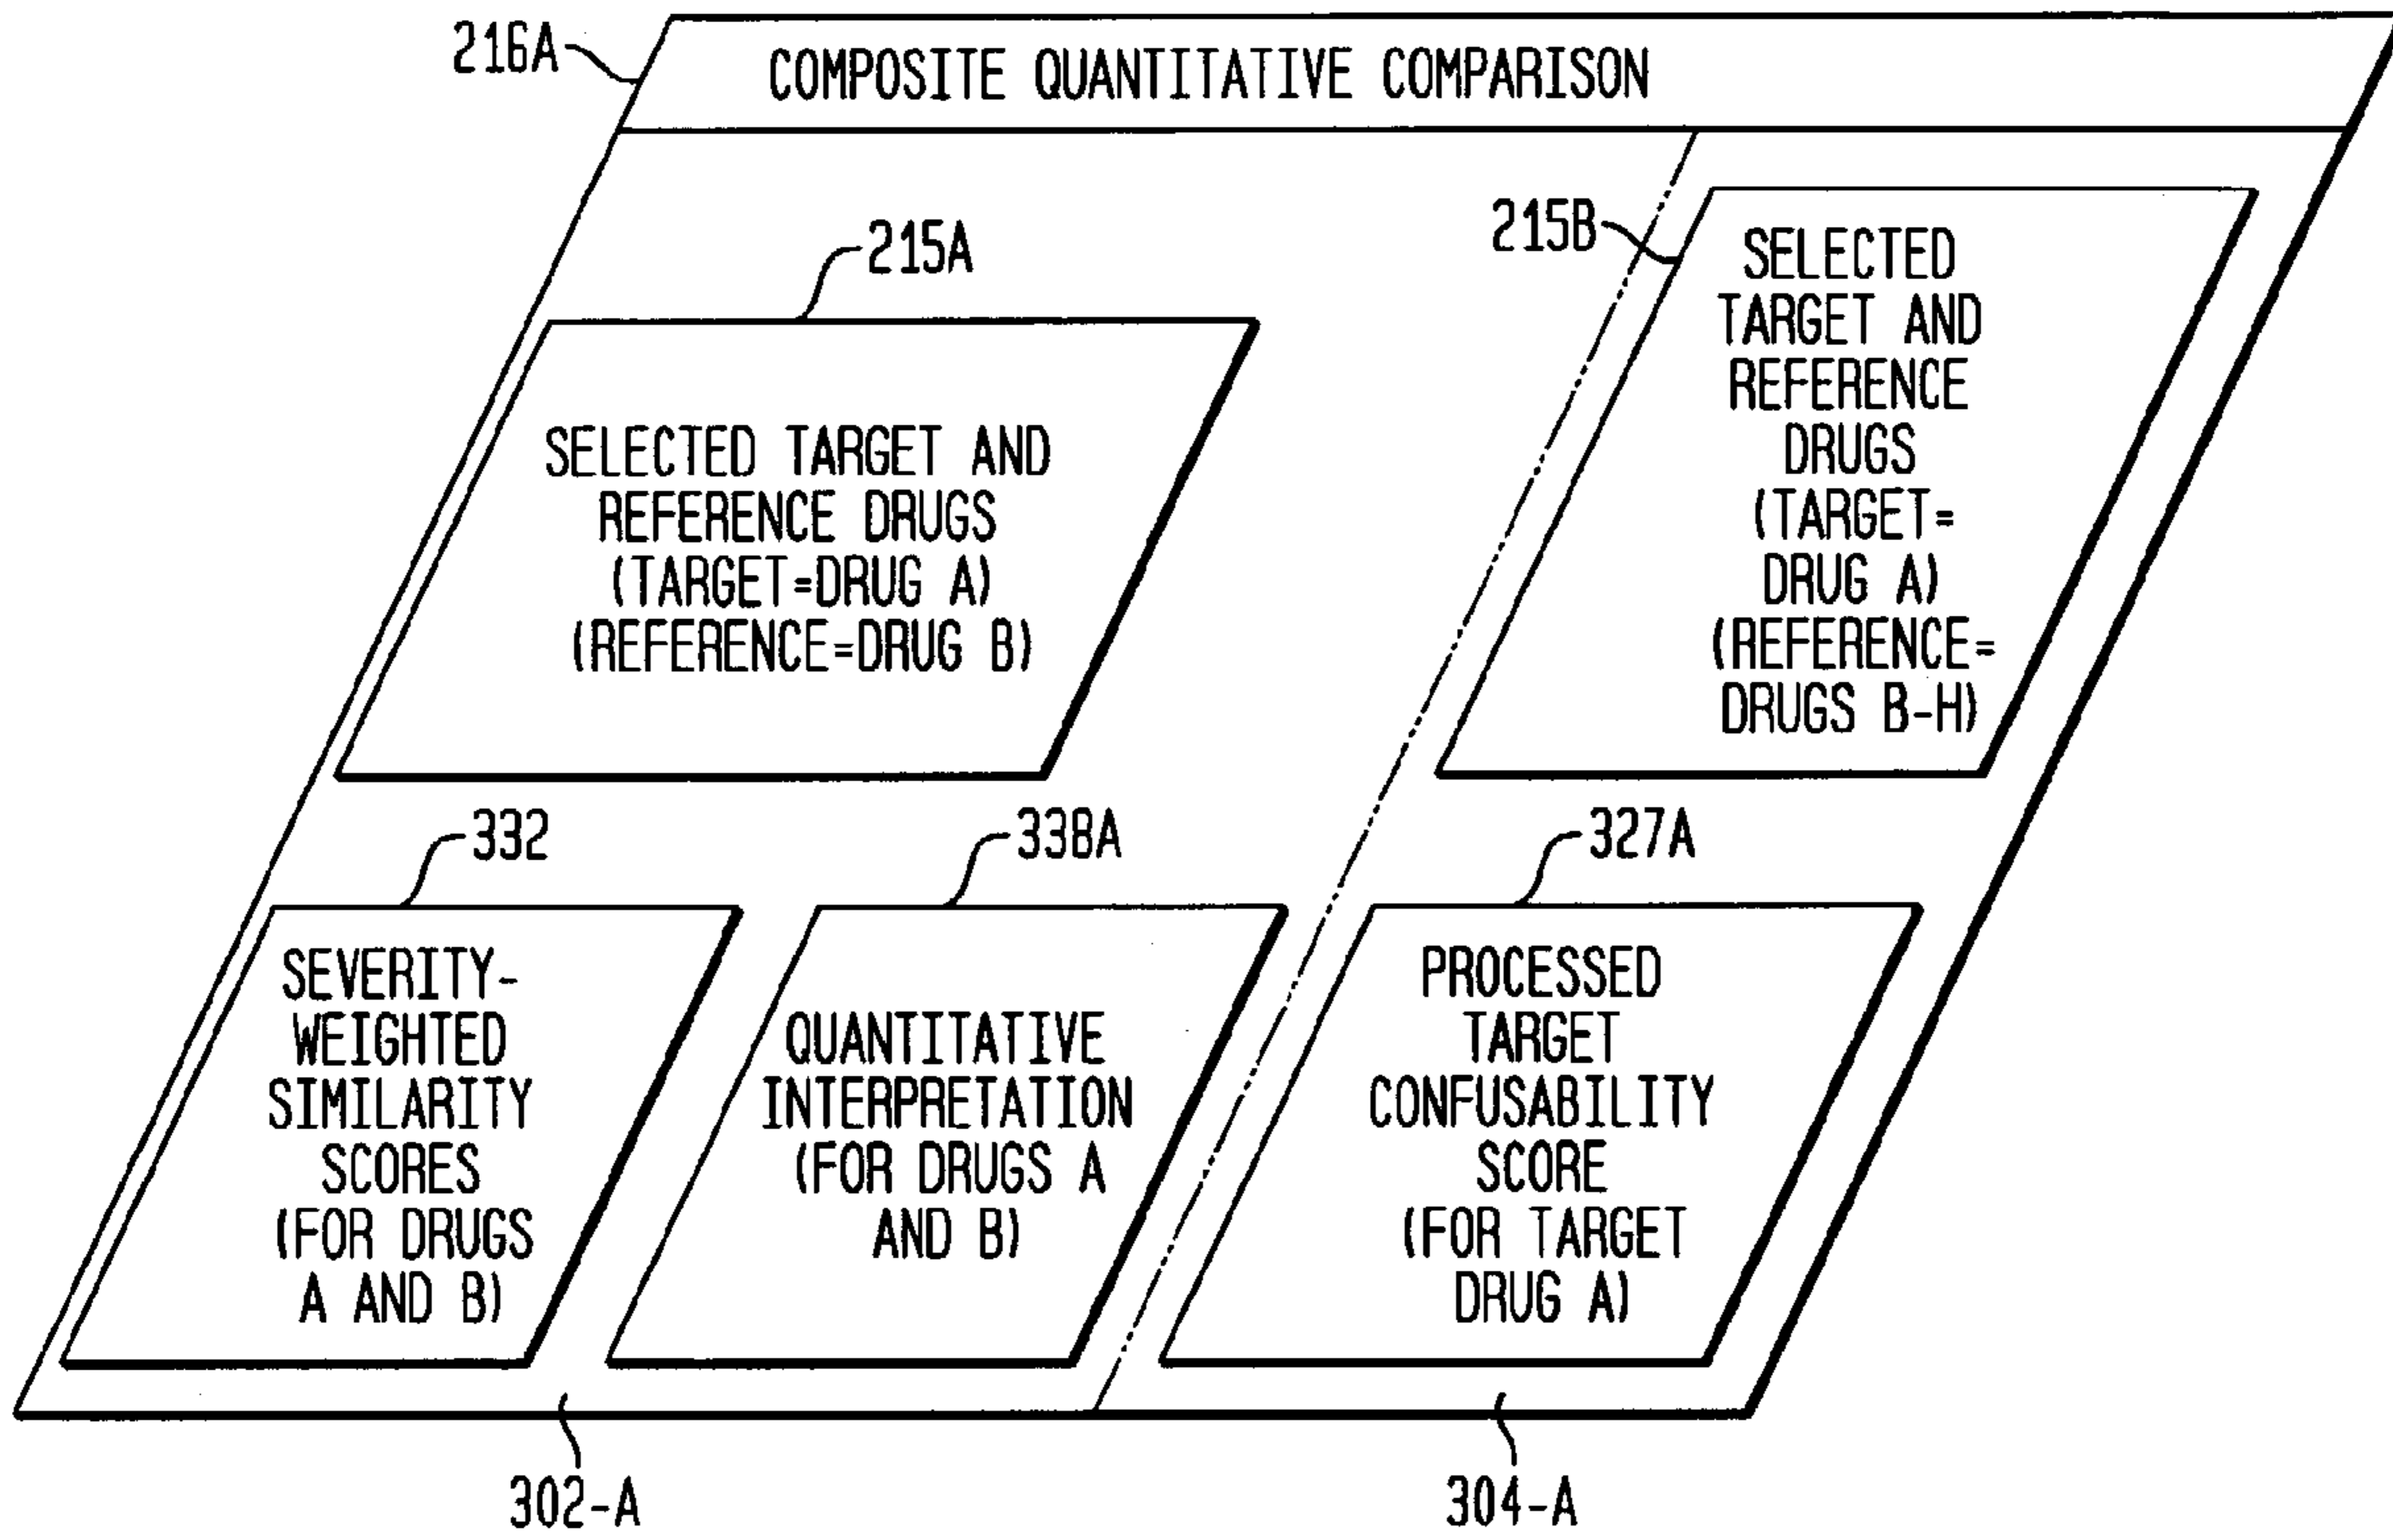 216A
COMPOSITE QUANTITATIVE COMPARISON
215A
SELECTED TARGET AND
REFERENCE DRUGS
(TARGET=DRUG A)
(REFERENCE=DRUG B)
215B
SELECTED
TARGET AND
REFERENCE
DRUGS
(TARGET=
DRUG A)
(REFERENCE=
DRUGS B-H)
332
SEVERITY-
WEIGHTED
SIMILARITY
SCORES
(FOR DRUGS
A AND B)
338A
QUANTITATIVE
INTERPRETATION
(FOR DRUGS A
AND B)
327A
PROCESSED
TARGET
CONFUSABILITY
SCORE
(FOR TARGET
DRUG A)
302-A
304-A